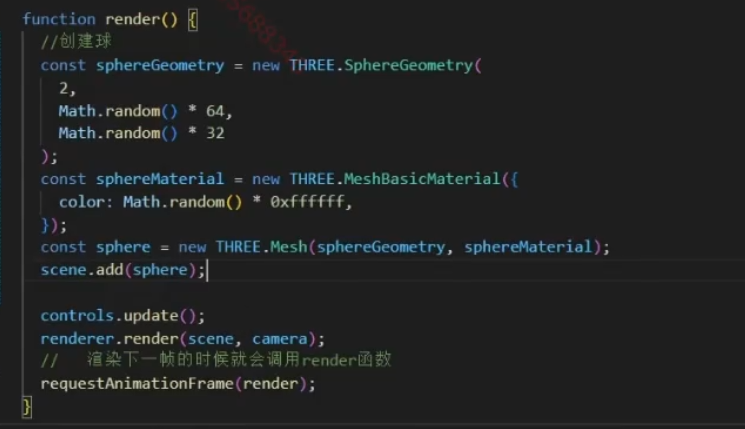 function render() {
//创建球
const sphereGeometry = new THREE.SphereGeometry(
2,
Math.random() * 64,
Math.random() * 32
);
const sphereMaterial = new THREE.MeshBasicMaterial({
color: Math.random() * 0xffffff,
});
const sphere = new THREE.Mesh(sphereGeometry, sphereMaterial);
scene.add(sphere);
controls.update();
renderer.render(scene, camera);
//   渲染下一帧的时候就会调用render函数
requestAnimationFrame(render);
}